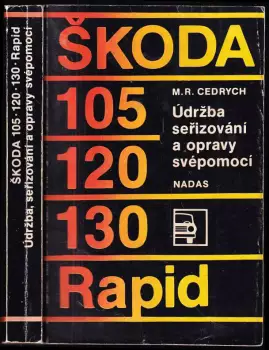 ŠKODA 105·120·130·Rapid
Údržba, seřizování a opravy svépomocí
ŠKODA
105
M.R. CEDRYCH
Údržba
seřizování
a opravy
svépomocí
120
NADAS
130
Rapid